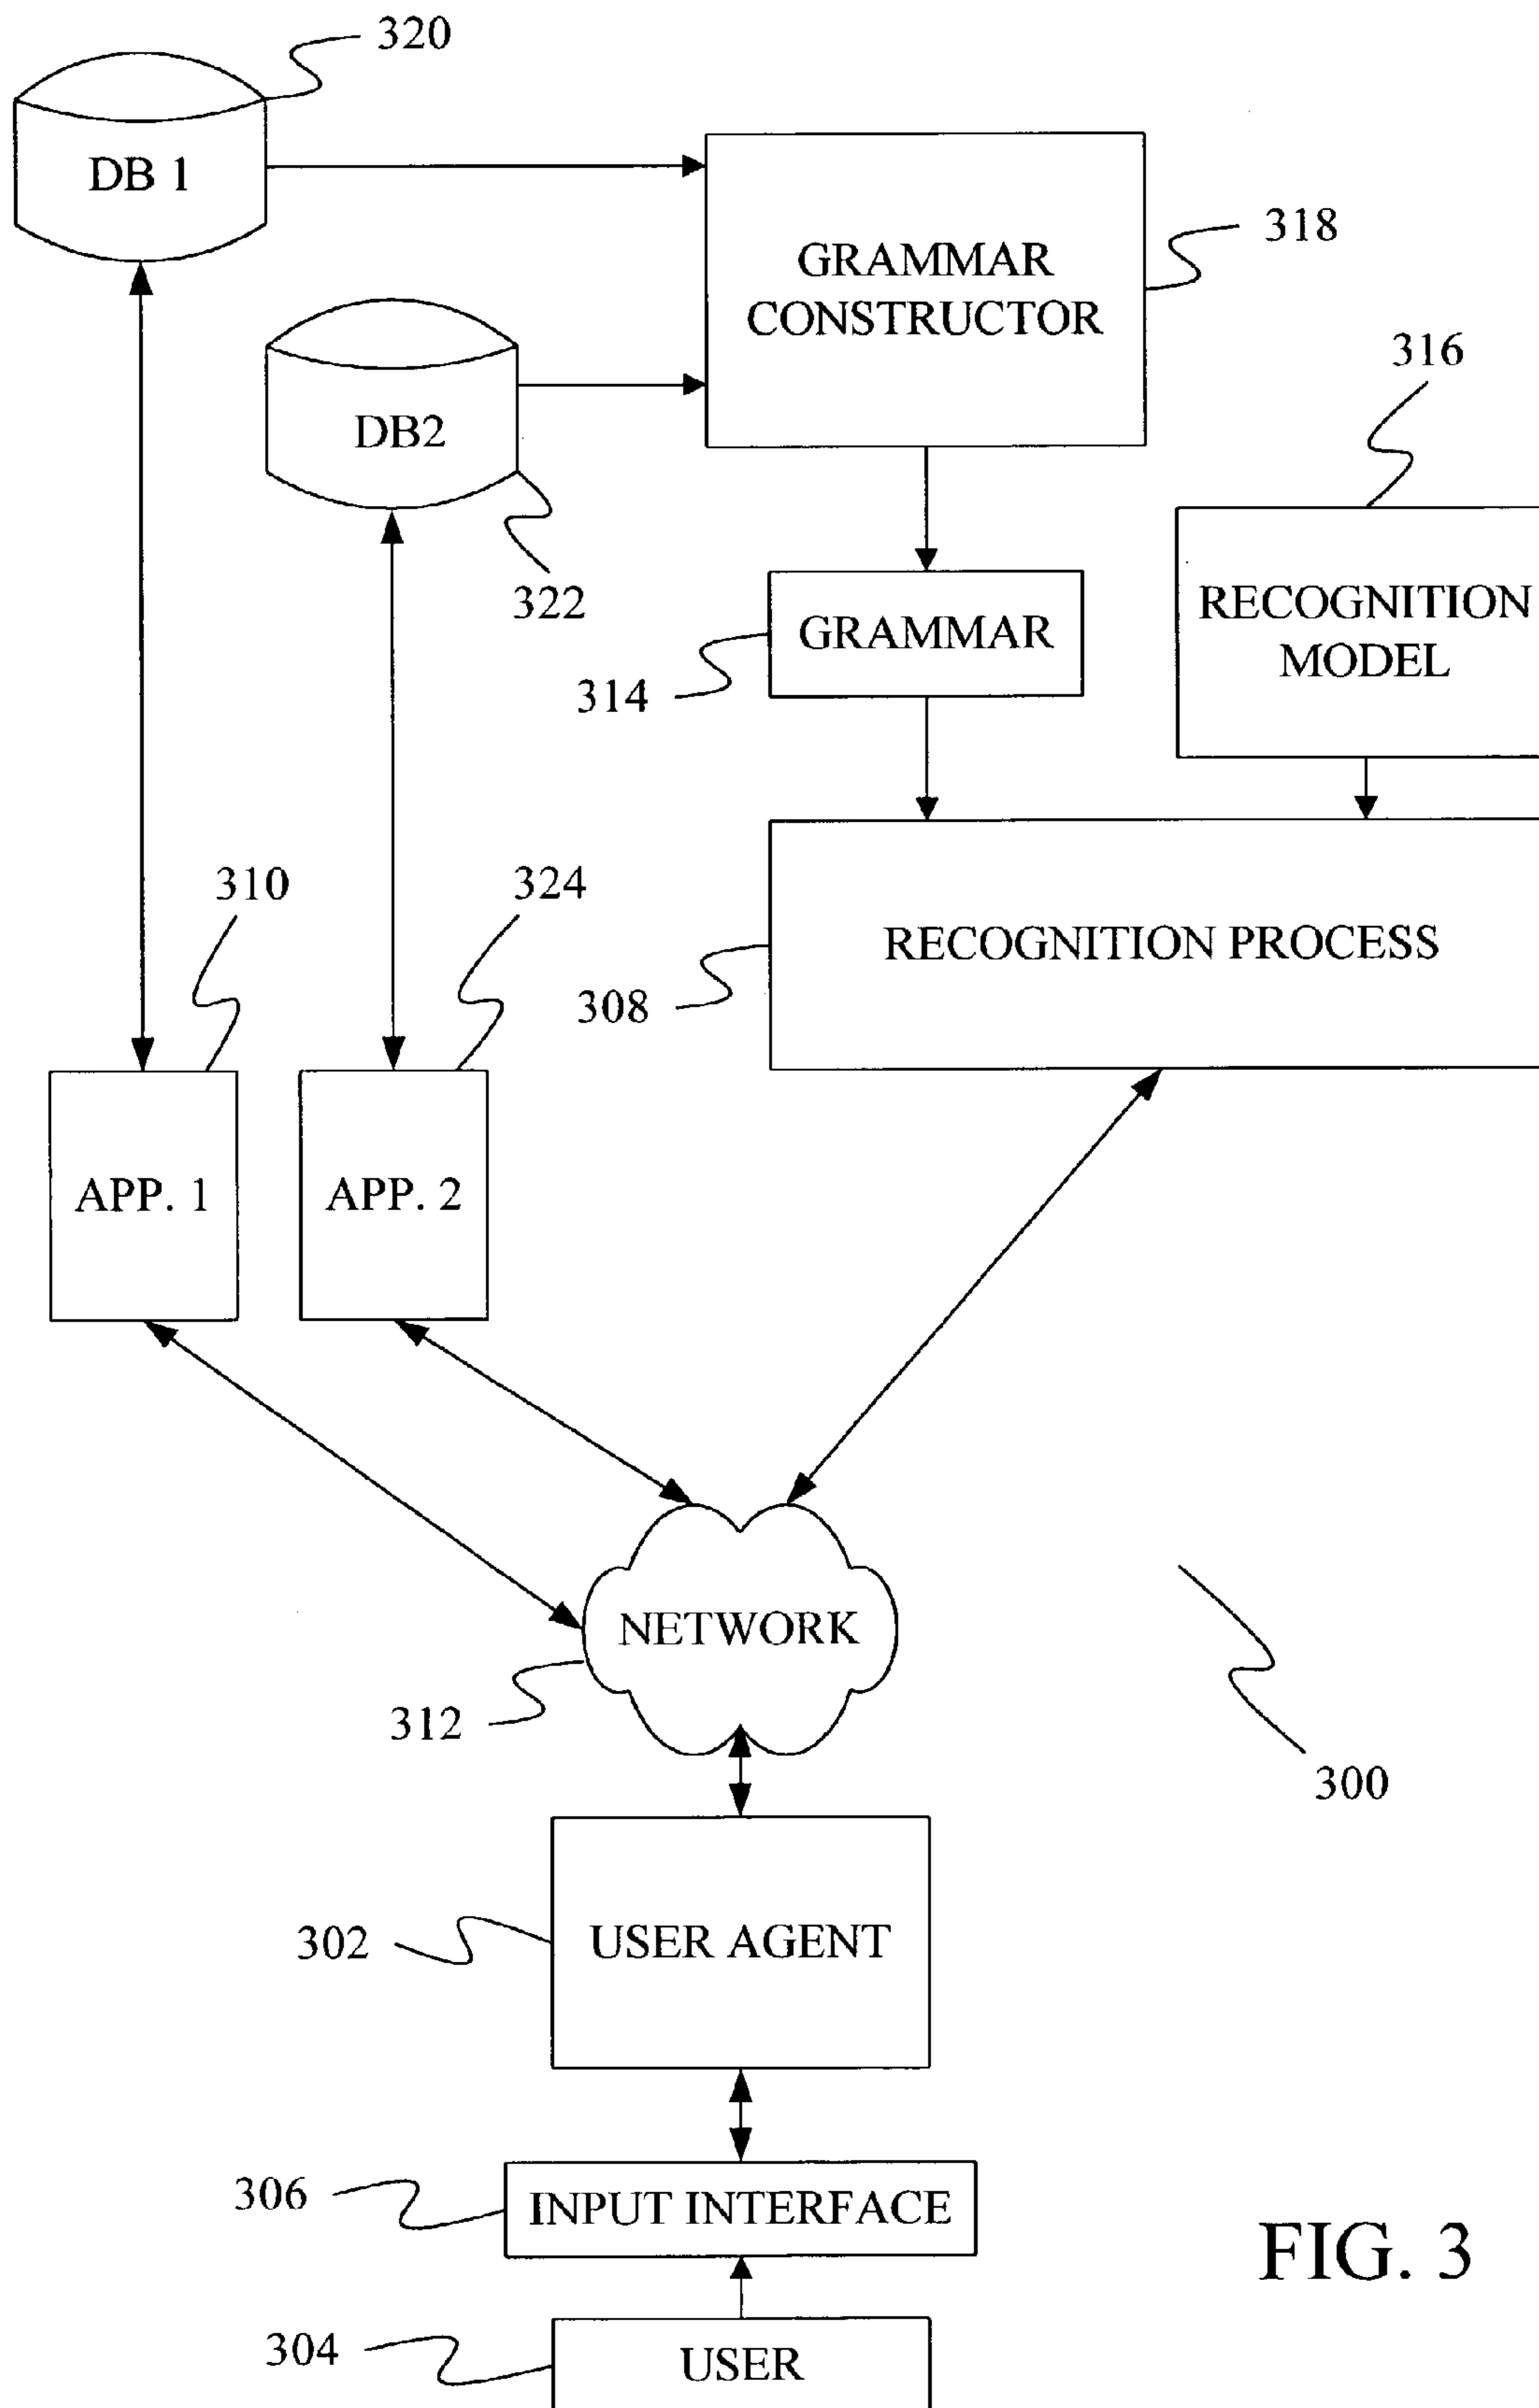 320
DB 1
318
GRAMMAR
CONSTRUCTOR
316
DB2
322
RECOGNITION
MODEL
GRAMMAR
314
310
324
RECOGNITION PROCESS
308
APP. 1
APP. 2
NETWORK
312
300
302
USER AGENT
306
INPUT INTERFACE
FIG. 3
304
USER